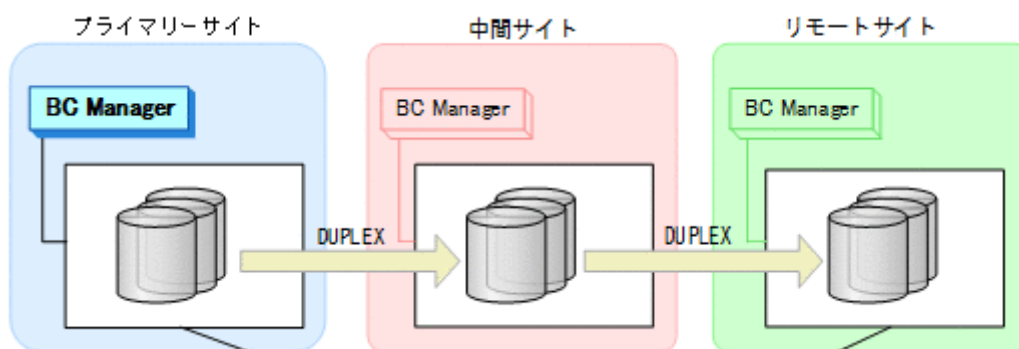 プライマリーサイト
中間サイト
リモートサイト
BC Manager
BC Manager
BC Manager
DUPLEX
DUPLEX